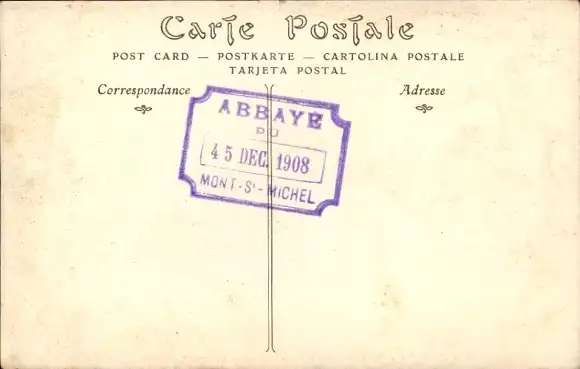 Carte Postale
POST CARD — POSTKARTE — CARTOLINA POSTALE
TARJETA POSTAL
Correspondance
Adresse
ABBAYE
DU
4 5 DEC. 1908
MONT-St-MICHEL